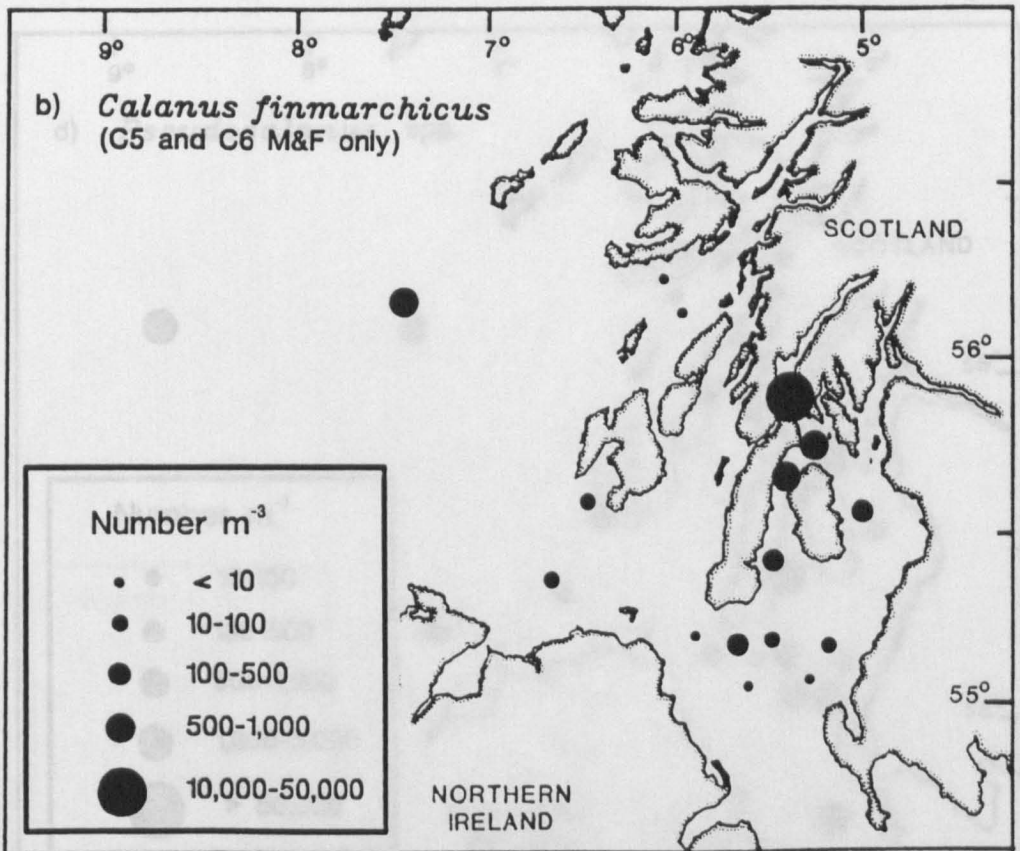 9° 8° 7° 6° 5°
b) Calanus finmarchicus
(C5 and C6 M&F only)
SCOTLAND
56°
Number m⁻³
< 10
10-100
100-500
500-1,000
10,000-50,000
55°
NORTHERN
IRELAND